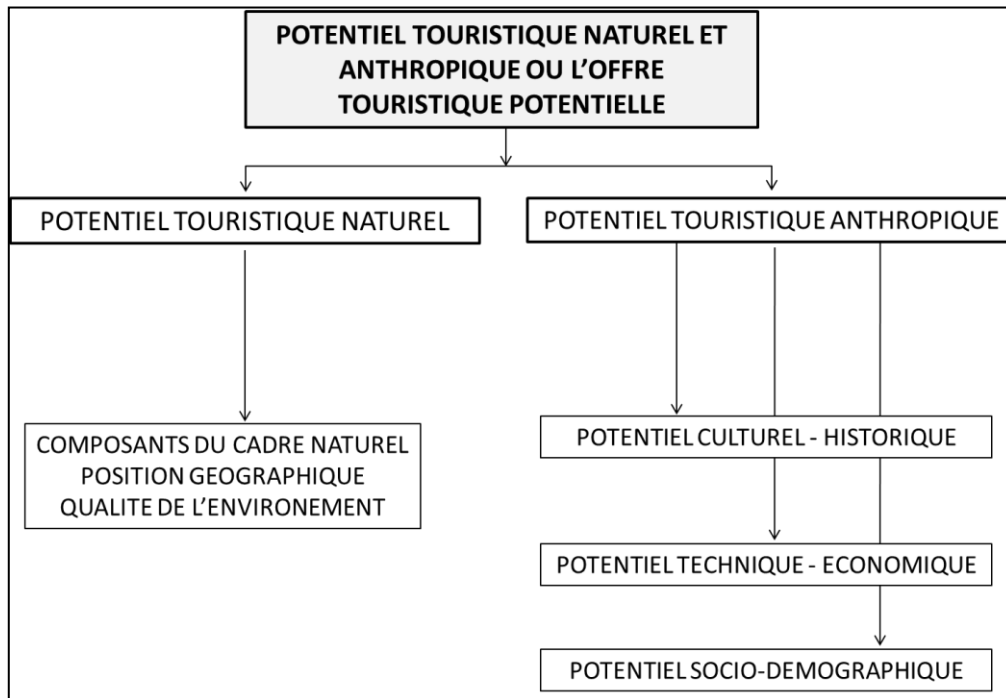 POTENTIEL TOURISTIQUE NATUREL ET
ANTHROPIQUE OU L'OFFRE
TOURISTIQUE POTENTIELLE
POTENTIEL TOURISTIQUE NATUREL
POTENTIEL TOURISTIQUE ANTHROPIQUE
COMPOSANTS DU CADRE NATUREL
POSITION GEOGRAPHIQUE
QUALITE DE L'ENVIRONEMENT
POTENTIEL CULTUREL - HISTORIQUE
POTENTIEL TECHNIQUE - ECONOMIQUE
POTENTIEL SOCIO-DEMOGRAPHIQUE